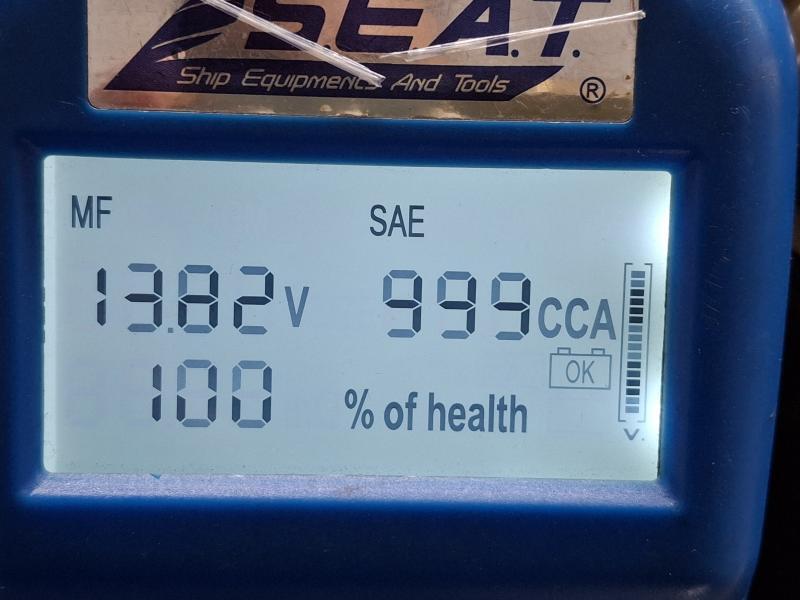 S.E.A.T.
Ship Equipments And Tools ®
MF SAE
13.82 V 999 CCA
OK
100 % of health
V